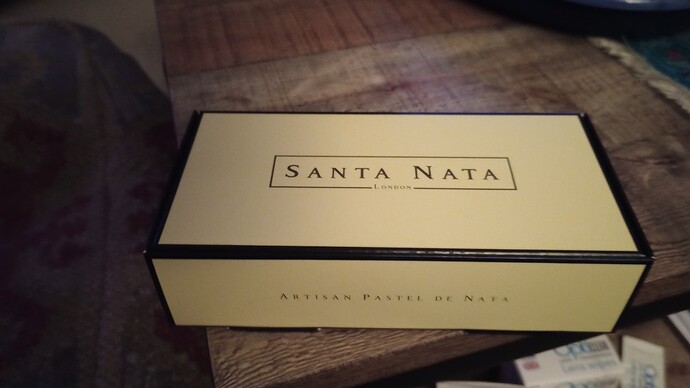 SANTA NATA
LONDON
ARTISAN PASTEL DE NATA